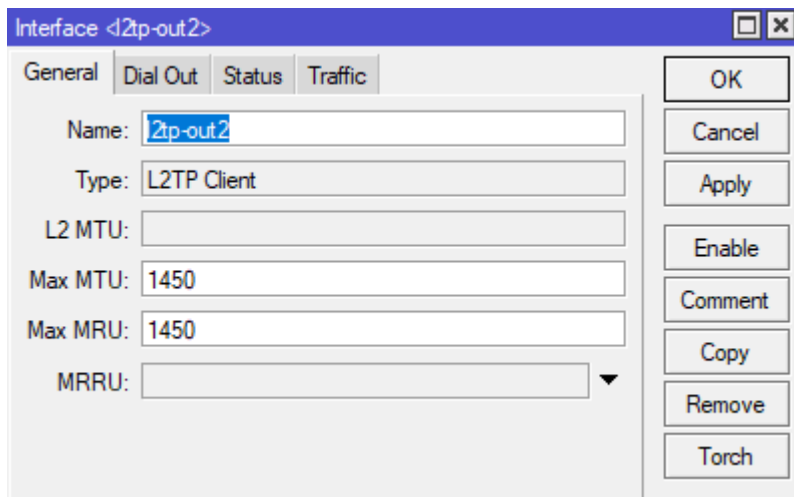 Interface <l2tp-out2>
General Dial Out Status Traffic
Name: l2tp-out2
Type: L2TP Client
L2 MTU:
Max MTU: 1450
Max MRU: 1450
MRRU:
OK
Cancel
Apply
Enable
Comment
Copy
Remove
Torch